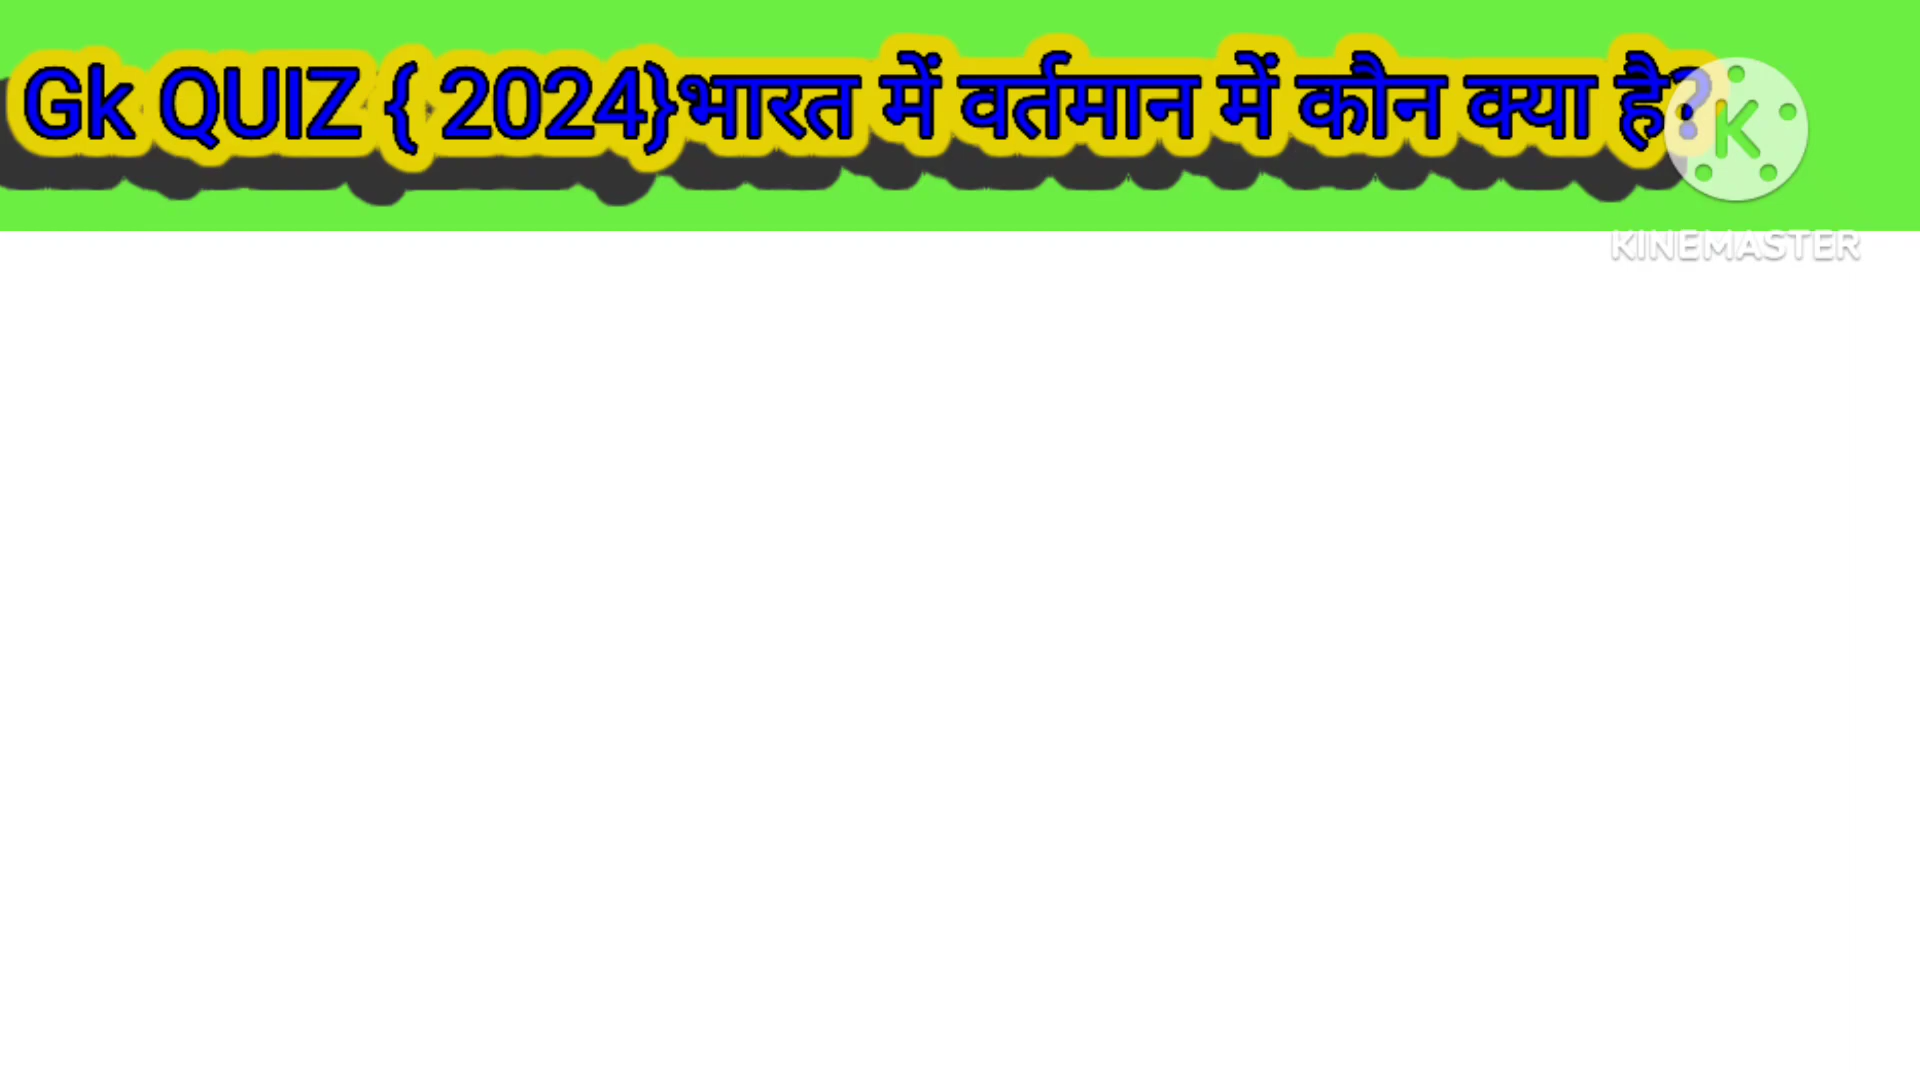 Gk QUIZ { 2024}भारत में वर्तमान में कौन क्या है?
K
KINEMASTER